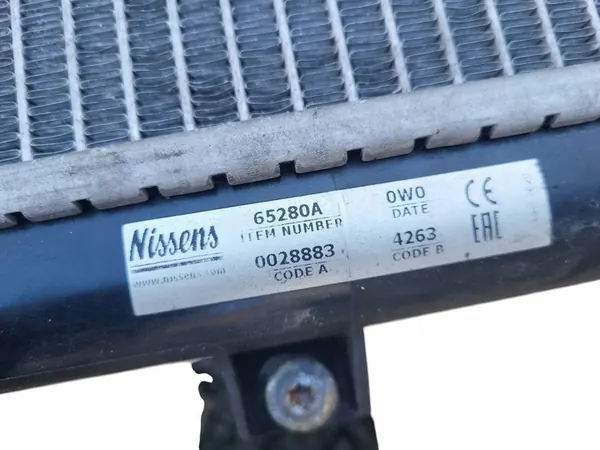 Nissens
www.nissens.com
65280A
ITEM NUMBER
0028883
CODE A
0W0
DATE
4263
CODE B
CE
EAC